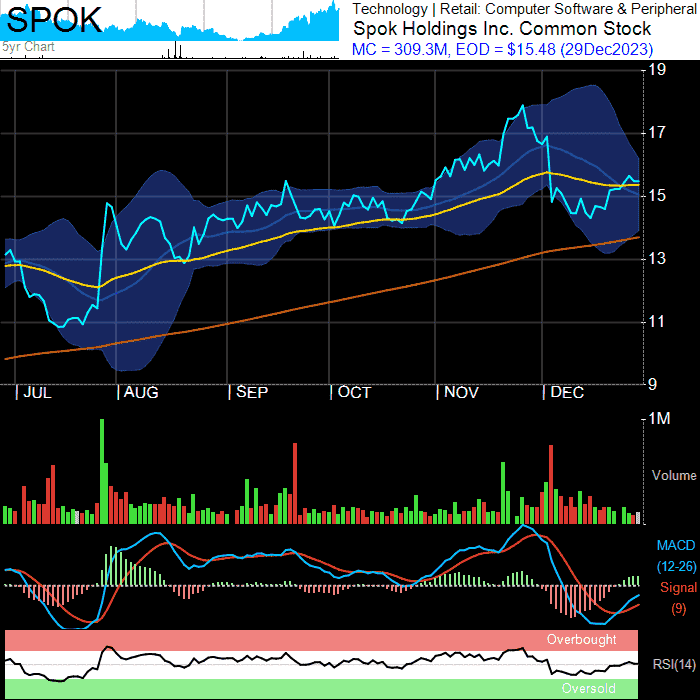 SPOK
5yr Chart
Technology | Retail: Computer Software & Peripheral
Spok Holdings Inc. Common Stock
MC = 309.3M, EOD = $15.48 (29Dec2023)
19
17
15
13
11
9
JUL AUG SEP OCT NOV DEC
1M
Volume
MACD
(12-26)
Signal
(9)
Overbought
RSI(14)
Oversold